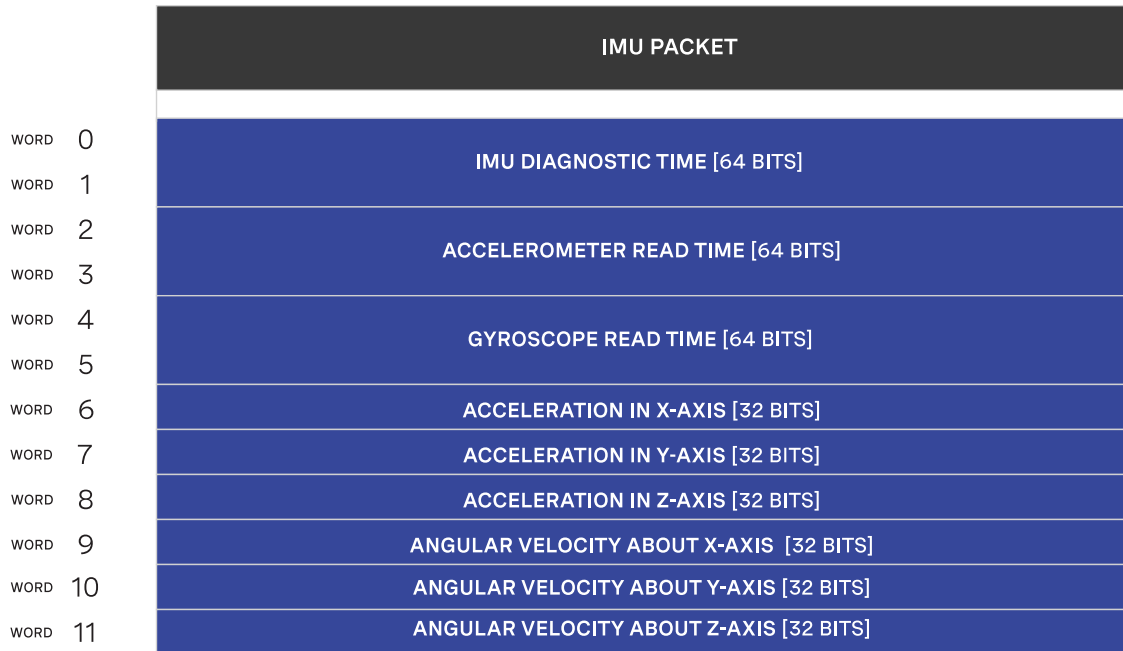 IMU PACKET
WORD 0
IMU DIAGNOSTIC TIME [64 BITS]
WORD 1
WORD 2
ACCELEROMETER READ TIME [64 BITS]
WORD 3
WORD 4
GYROSCOPE READ TIME [64 BITS]
WORD 5
WORD 6 ACCELERATION IN X-AXIS [32 BITS]
WORD 7 ACCELERATION IN Y-AXIS [32 BITS]
WORD 8 ACCELERATION IN Z-AXIS [32 BITS]
WORD 9 ANGULAR VELOCITY ABOUT X-AXIS [32 BITS]
WORD 10 ANGULAR VELOCITY ABOUT Y-AXIS [32 BITS]
WORD 11 ANGULAR VELOCITY ABOUT Z-AXIS [32 BITS]